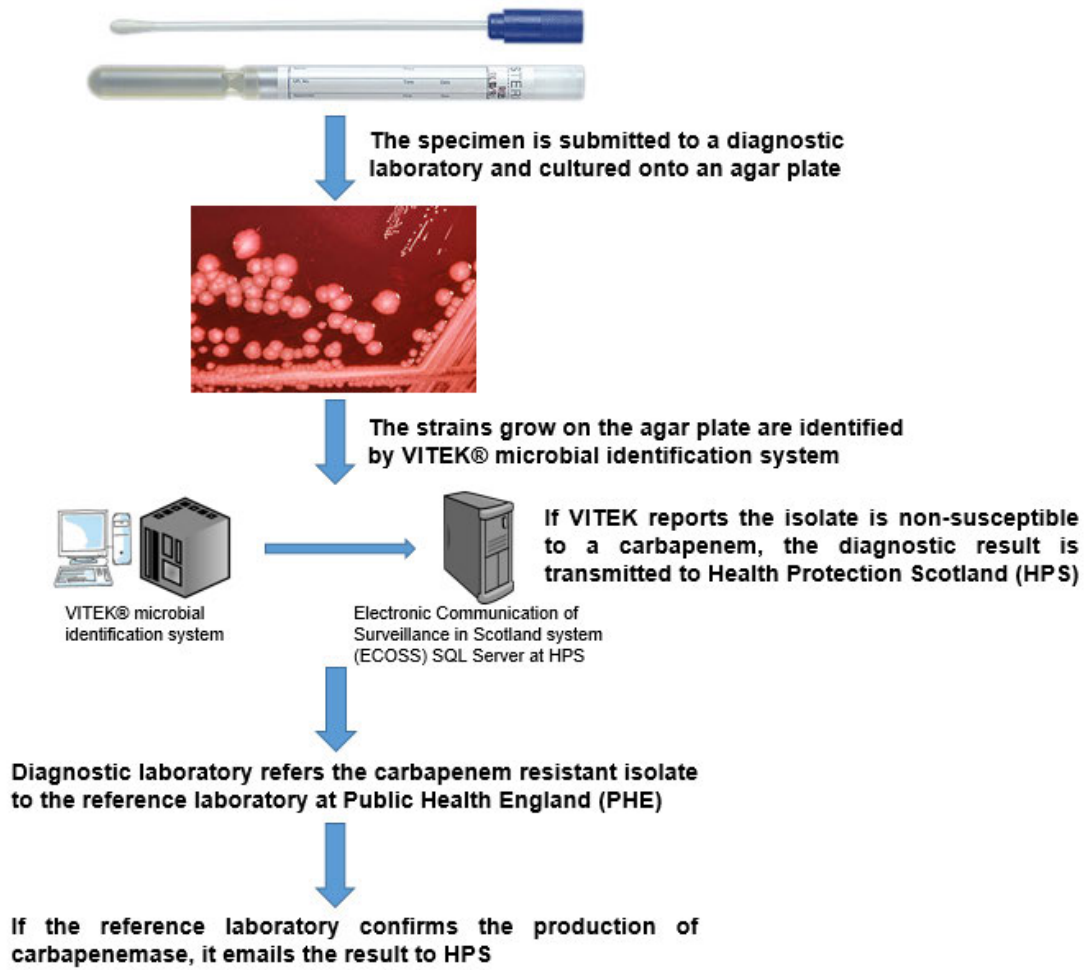 STERI
The specimen is submitted to a diagnostic
laboratory and cultured onto an agar plate
The strains grow on the agar plate are identified
by VITEK® microbial identification system
If VITEK reports the isolate is non-susceptible
to a carbapenem, the diagnostic result is
transmitted to Health Protection Scotland (HPS)
VITEK® microbial
identification system
Electronic Communication of
Surveillance in Scotland system
(ECOSS) SQL Server at HPS
Diagnostic laboratory refers the carbapenem resistant isolate
to the reference laboratory at Public Health England (PHE)
If the reference laboratory confirms the production of
carbapenemase, it emails the result to HPS